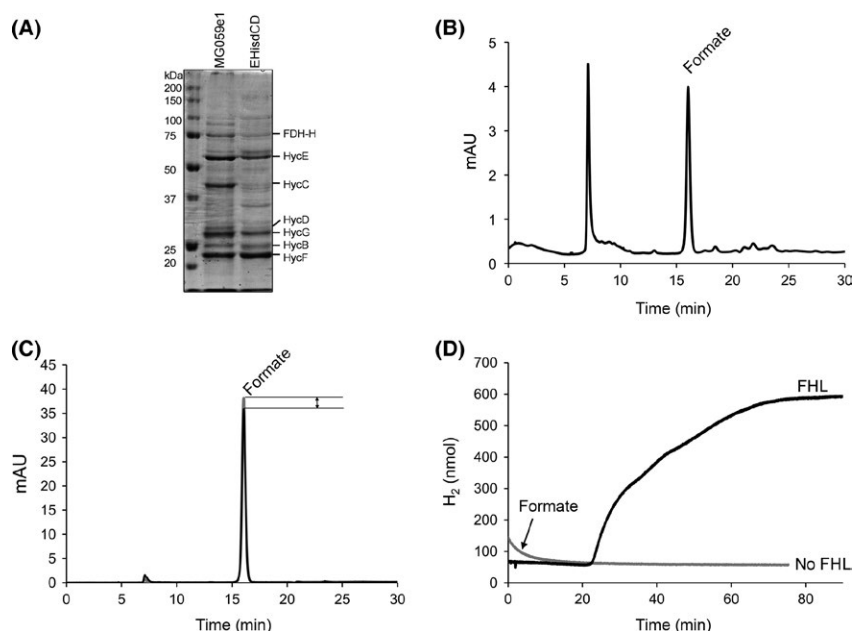 (A)
MG059e1
EHisdCD
kDa
200
150
100
75
50
37
25
20
FDH-H
HycE
HycC
HycD
HycG
HycB
HycF
(B)
5
4
3
2
1
0
mAU
Formate
0 5 10 15 20 25 30
Time (min)
(C)
45
40
35
30
25
20
15
10
5
0
mAU
Formate
0 5 10 15 20 25 30
Time (min)
(D)
700
600
500
400
300
200
100
0
H₂ (nmol)
FHL
Formate
No FHL
0 20 40 60 80
Time (min)